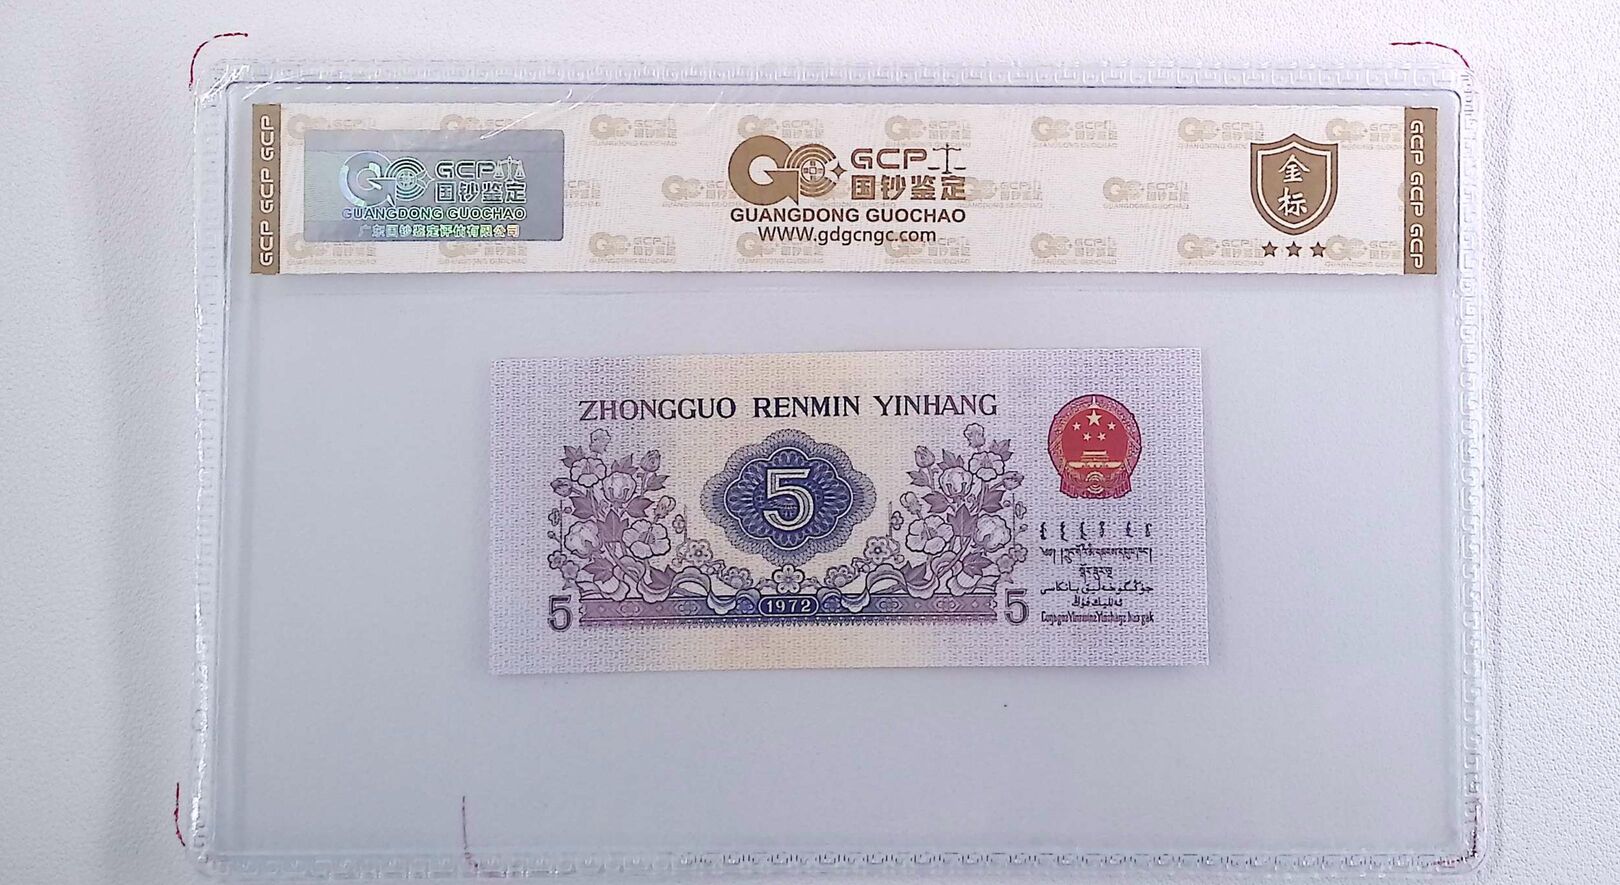 GCP GCP GCP
GCP
国钞鉴定
GUANGDONG GUOCHAO
广东国钞鉴定评估有限公司
GCP
国钞鉴定
GUANGDONG GUOCHAO
WWW.gdgcngc.com
金标
GCP GCP GCP
ZHONGGUO RENMIN YINHANG
5
5
1972
5